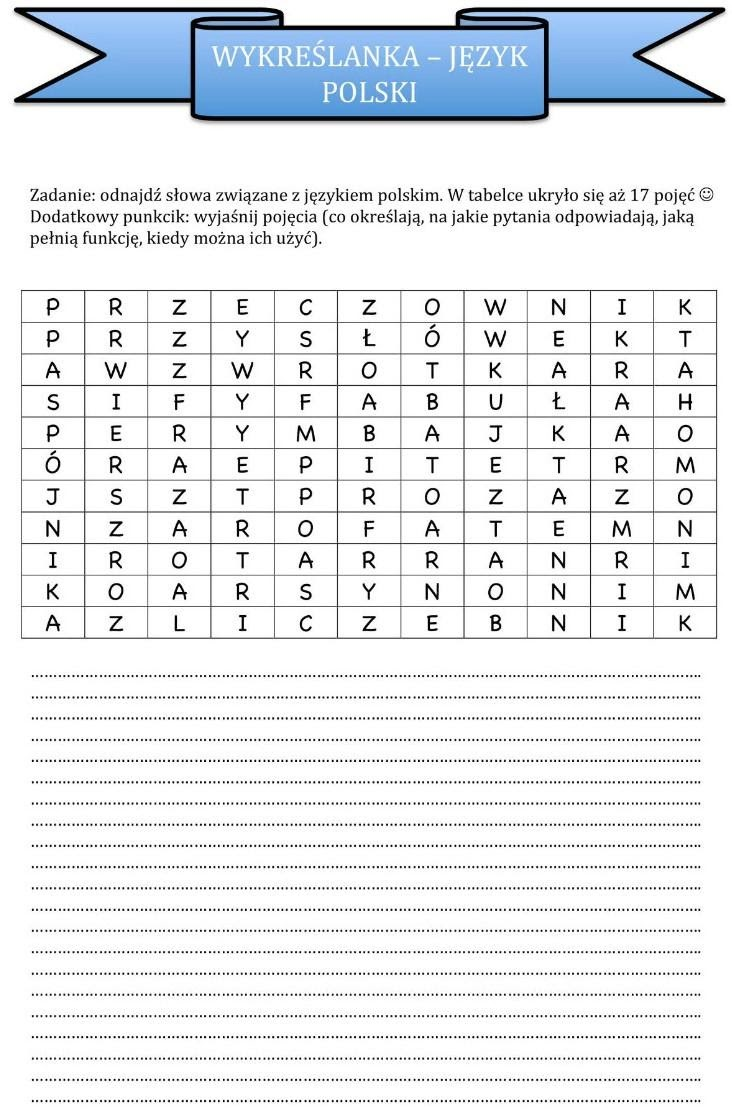 WYKREŚLANKA – JĘZYK
POLSKI
Zadanie: odnajdź słowa związane z językiem polskim. W tabelce ukryło się aż 17 pojęć ☺
Dodatkowy punkcik: wyjaśnij pojęcia (co określają, na jakie pytania odpowiadają, jaką
pełnią funkcję, kiedy można ich użyć).
P R Z E C Z O W N I K
P R Z Y S Ł Ó W E K T
A W Z W R O T K A R A
S I F Y F A B U Ł A H
P E R Y M B A J K A O
Ó R A E P I T E T R M
J S Z T P R O Z A Z O
N Z A R O F A T E M N
I R O T A R R A N R I
K O A R S Y N O N I M
A Z L I C Z E B N I K